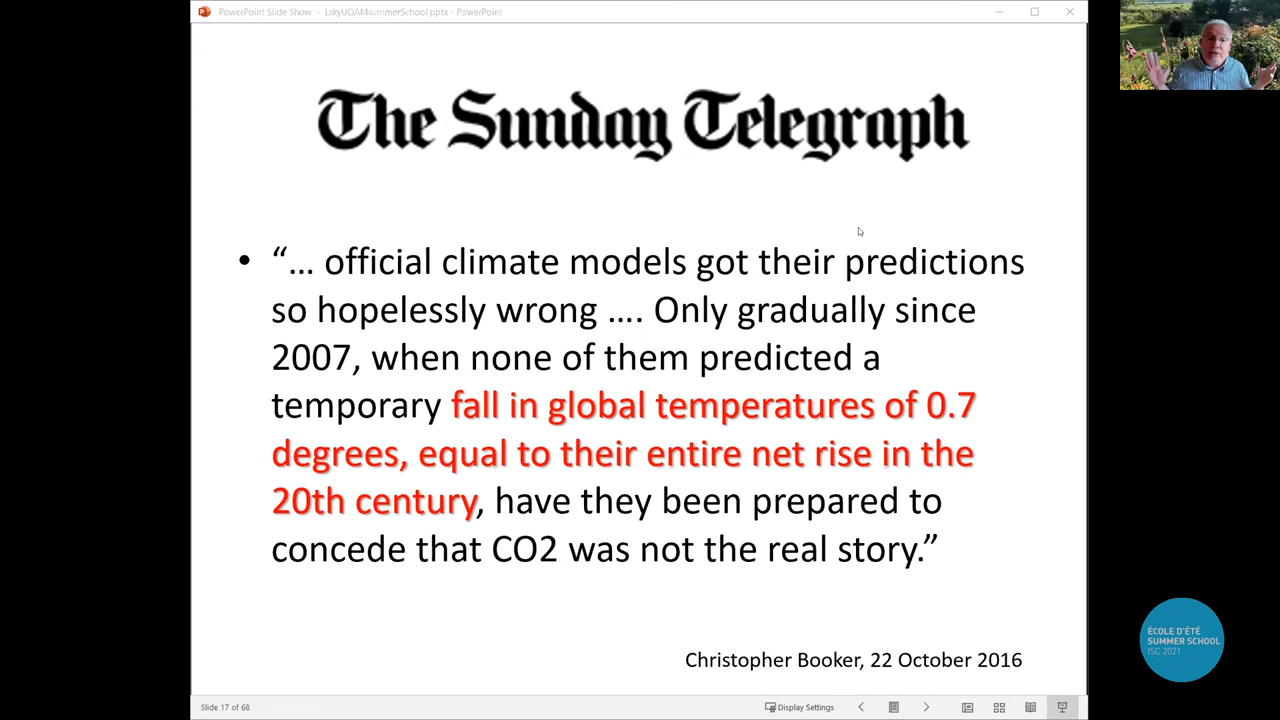 PowerPoint Slide Show - LskyUQAMsummerSchool.pptx - PowerPoint
The Sunday Telegraph
• “… official climate models got their predictions
so hopelessly wrong …. Only gradually since
2007, when none of them predicted a
temporary fall in global temperatures of 0.7
degrees, equal to their entire net rise in the
20th century, have they been prepared to
concede that CO2 was not the real story.”
Christopher Booker, 22 October 2016
ÉCOLE D'ÉTÉ
SUMMER SCHOOL
ISC 2021
Slide 17 of 68
Display Settings